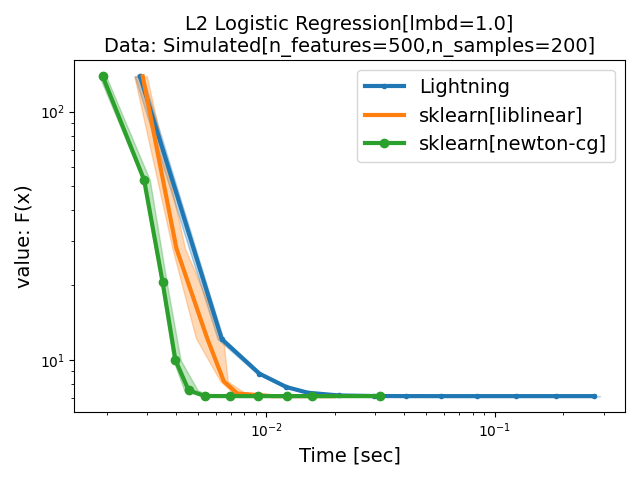 L2 Logistic Regression[lmbd=1.0]
Data: Simulated[n_features=500,n_samples=200]
Lightning
sklearn[liblinear]
sklearn[newton-cg]
value: F(x)
10²
10¹
10⁻²
10⁻¹
Time [sec]